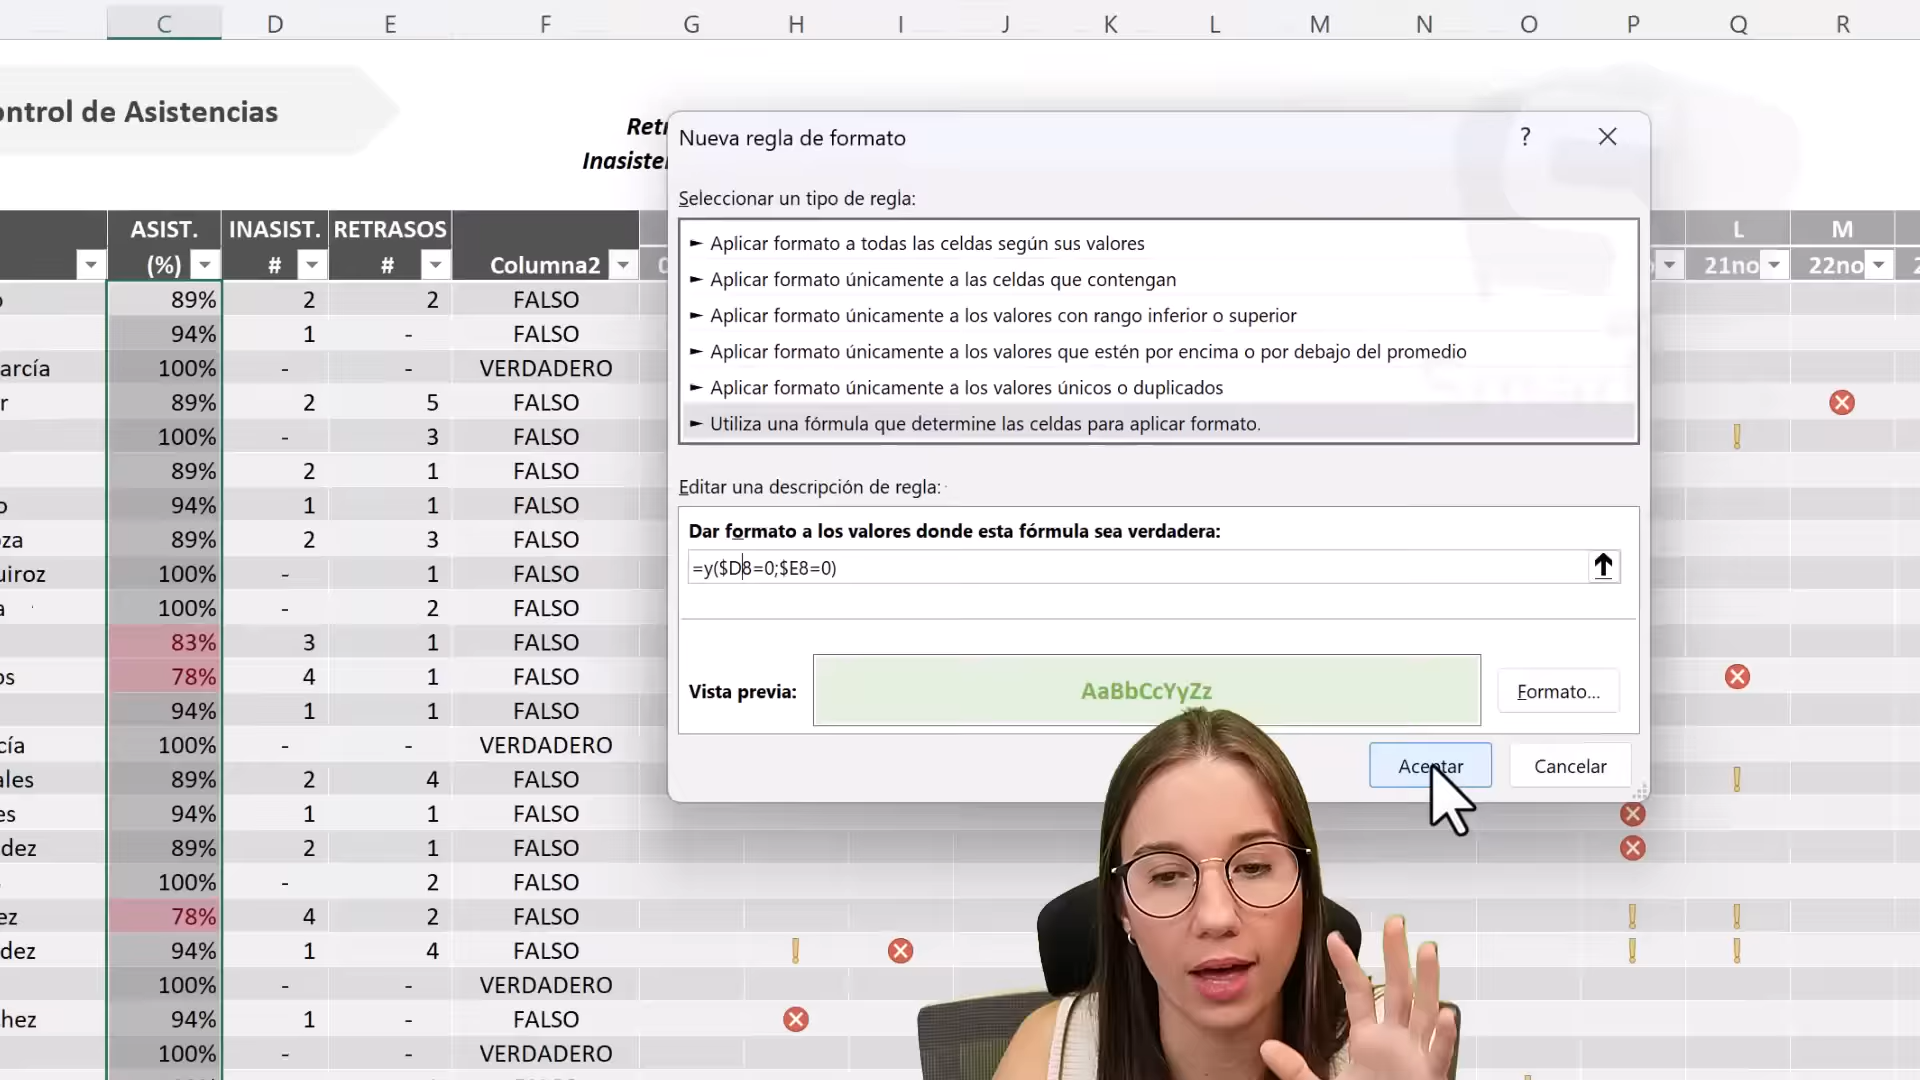 C D E F G H I J K L M N O P Q R
ontrol de Asistencias
Retr
Inasisten
ASIST. INASIST. RETRASOS L M
(%) # # Columna2 21no 22no
89% 2 2 FALSO
94% 1 - FALSO
arcía 100% - - VERDADERO
r 89% 2 5 FALSO
100% - 3 FALSO
89% 2 1 FALSO
o 94% 1 1 FALSO
oza 89% 2 3 FALSO
uiroz 100% - 1 FALSO
a 100% - 2 FALSO
83% 3 1 FALSO
os 78% 4 1 FALSO
94% 1 1 FALSO
cía 100% - - VERDADERO
ales 89% 2 4 FALSO
es 94% 1 1 FALSO
dez 89% 2 1 FALSO
100% - 2 FALSO
ez 78% 4 2 FALSO
dez 94% 1 4 FALSO
100% - - VERDADERO
hez 94% 1 - FALSO
100% - - VERDADERO
Nueva regla de formato ?
Seleccionar un tipo de regla:
► Aplicar formato a todas las celdas según sus valores
► Aplicar formato únicamente a las celdas que contengan
► Aplicar formato únicamente a los valores con rango inferior o superior
► Aplicar formato únicamente a los valores que estén por encima o por debajo del promedio
► Aplicar formato únicamente a los valores únicos o duplicados
► Utiliza una fórmula que determine las celdas para aplicar formato.
Editar una descripción de regla:
Dar formato a los valores donde esta fórmula sea verdadera:
=y($D8=0;$E8=0)
Vista previa: AaBbCcYyZz Formato...
Aceptar Cancelar